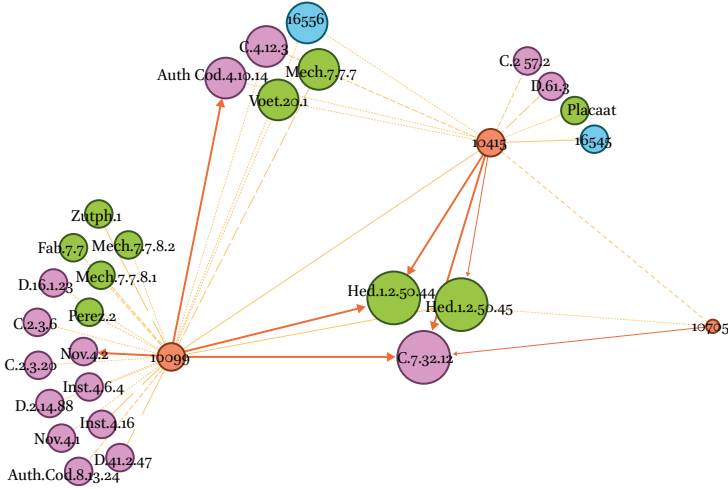 16556
C.4.12.3
C.2 57.2
Auth Cod.4.10.14
Mech.7.7.7
D.61.3
Voet.20.1
Placaat
10415
16545
Zutph.1
Fab.7.7
Mech.7.7.8.2
D.16.1.23
Mech.7.7.8.1
Hed.1.2.50.44
Hed.1.2.50.45
C.2.3.6
Perez.2
10705
Nov.4.2
10099
C.7.32.12
C.2.3.20
Inst.4.6.4
D.2.14.88
Inst.4.16
Nov.4.1
D.41.2.47
Auth.Cod.8.13.24